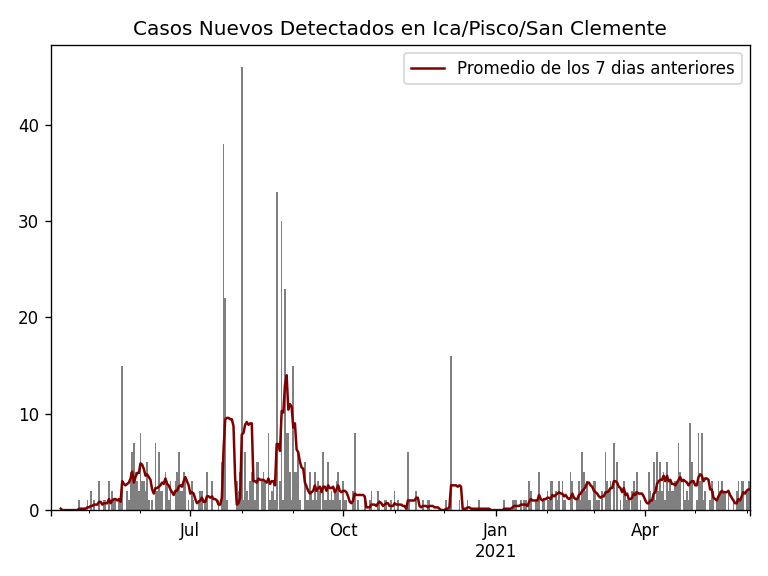 Casos Nuevos Detectados en Ica/Pisco/San Clemente
Promedio de los 7 dias anteriores
40
30
20
10
0
Jul
Oct
Jan
2021
Apr